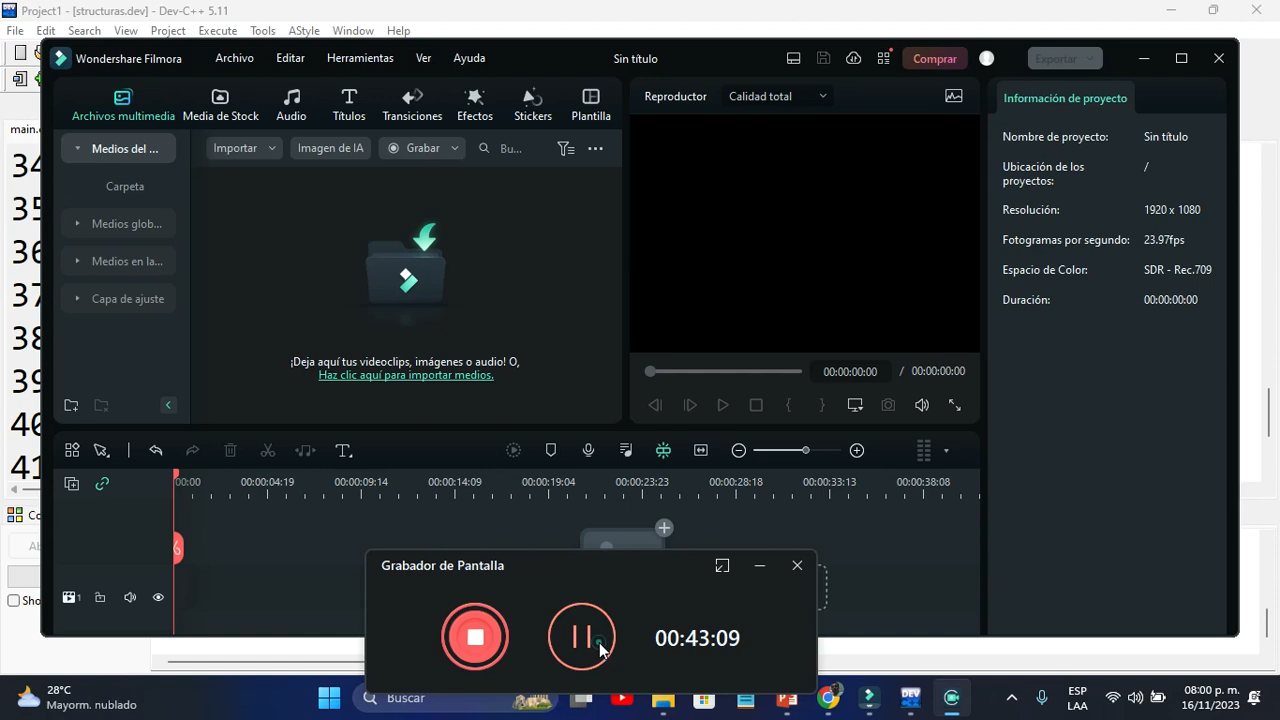 Project1 - [structuras.dev] - Dev-C++ 5.11
File Edit Search View Project Execute Tools AStyle Window Help
Wondershare Filmora Archivo Editar Herramientas Ver Ayuda Sin título Comprar Exportar
Archivos multimedia Media de Stock Audio Títulos Transiciones Efectos Stickers Plantilla
Reproductor Calidad total
Información de proyecto
main.
Medios del ... Importar Imagen de IA Grabar Bu...
Carpeta
Medios glob...
Medios en la...
Capa de ajuste
¡Deja aquí tus videoclips, imágenes o audio! O,
Haz clic aquí para importar medios.
00:00:00:00 / 00:00:00:00
Nombre de proyecto: Sin título
Ubicación de los /
proyectos:
Resolución: 1920 x 1080
Fotogramas por segundo: 23.97fps
Espacio de Color: SDR - Rec.709
Duración: 00:00:00:00
34
35
36
37
38
39
40
41
:00:00 00:00:04:19 00:00:09:14 00:00:14:09 00:00:19:04 00:00:23:23 00:00:28:18 00:00:33:13 00:00:38:08
Co
Ab
Sho
1
Grabador de Pantalla
00:43:09
28°C
Mayorm. nublado
Buscar
DEV
ESP
LAA
08:00 p. m.
16/11/2023